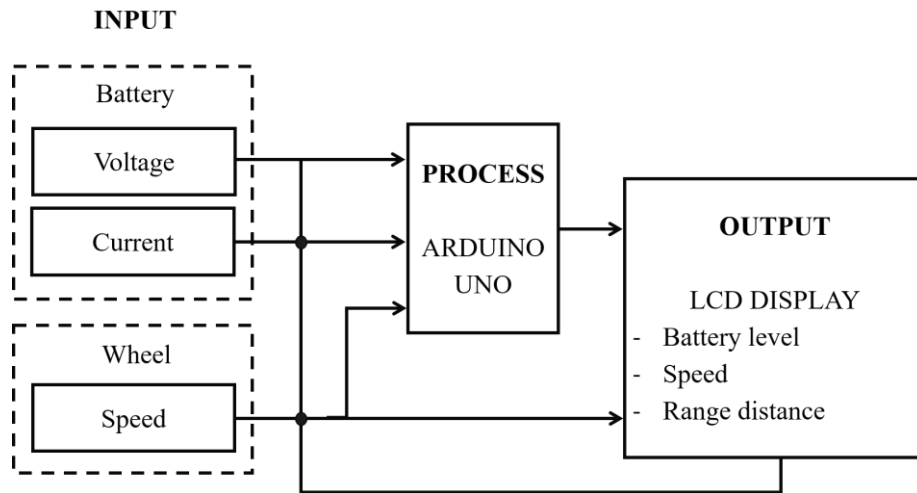 INPUT
Battery
Voltage
Current
Wheel
Speed
PROCESS
ARDUINO
UNO
OUTPUT
LCD DISPLAY
- Battery level
- Speed
- Range distance